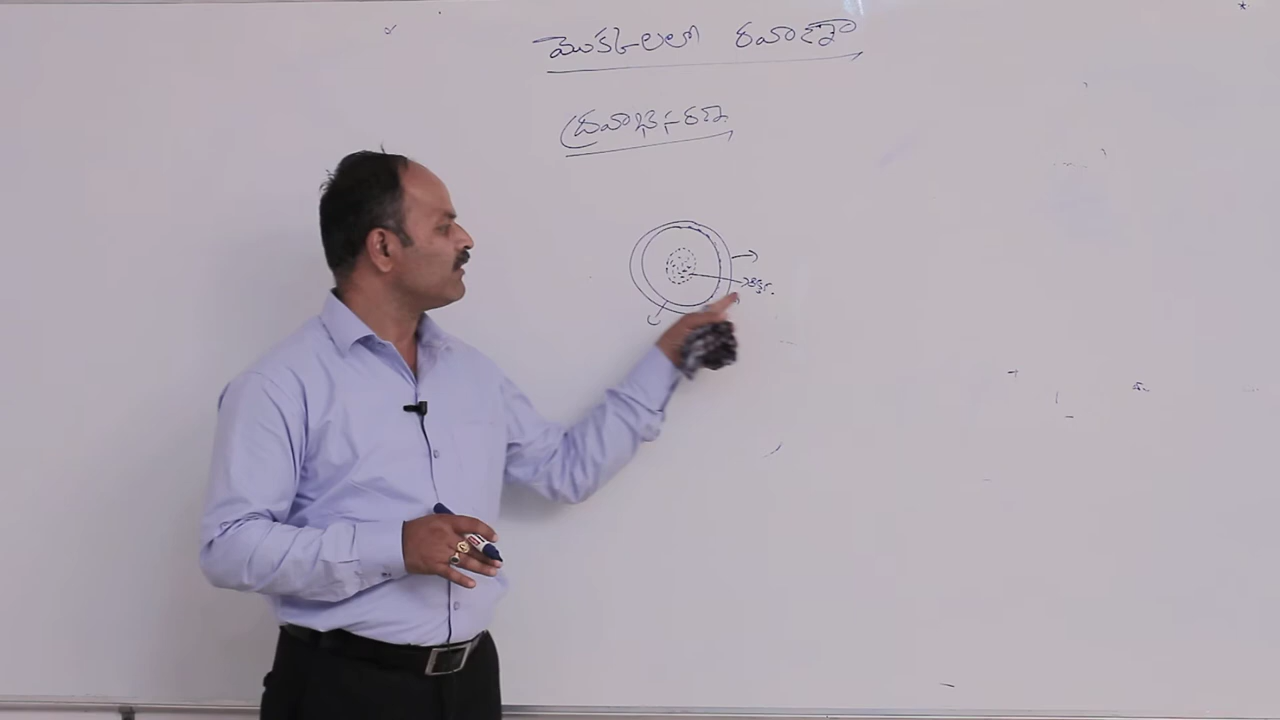 మొక్కలలో రవాణా
ద్రవాభిసరణ
రిక్తిక